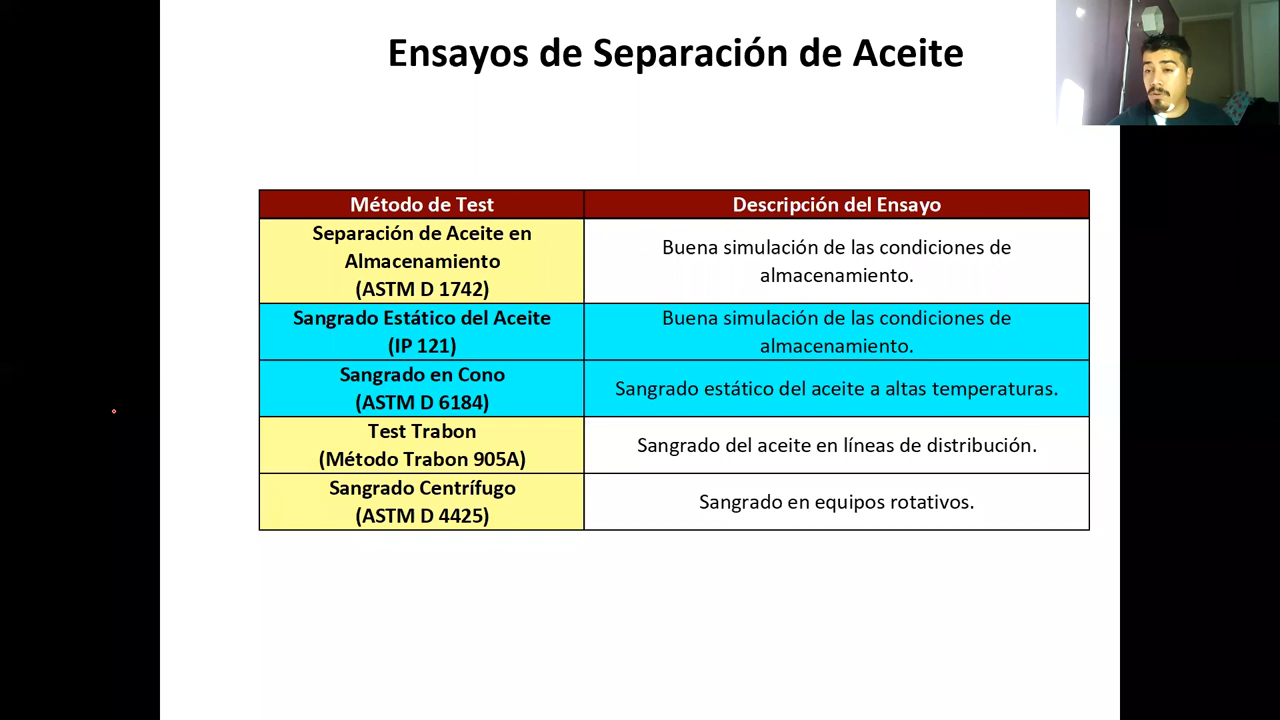 Ensayos de Separación de Aceite
Método de Test
Descripción del Ensayo
Separación de Aceite en
Almacenamiento
(ASTM D 1742)
Buena simulación de las condiciones de
almacenamiento.
Sangrado Estático del Aceite
(IP 121)
Buena simulación de las condiciones de
almacenamiento.
Sangrado en Cono
(ASTM D 6184)
Sangrado estático del aceite a altas temperaturas.
Test Trabon
(Método Trabon 905A)
Sangrado del aceite en líneas de distribución.
Sangrado Centrífugo
(ASTM D 4425)
Sangrado en equipos rotativos.